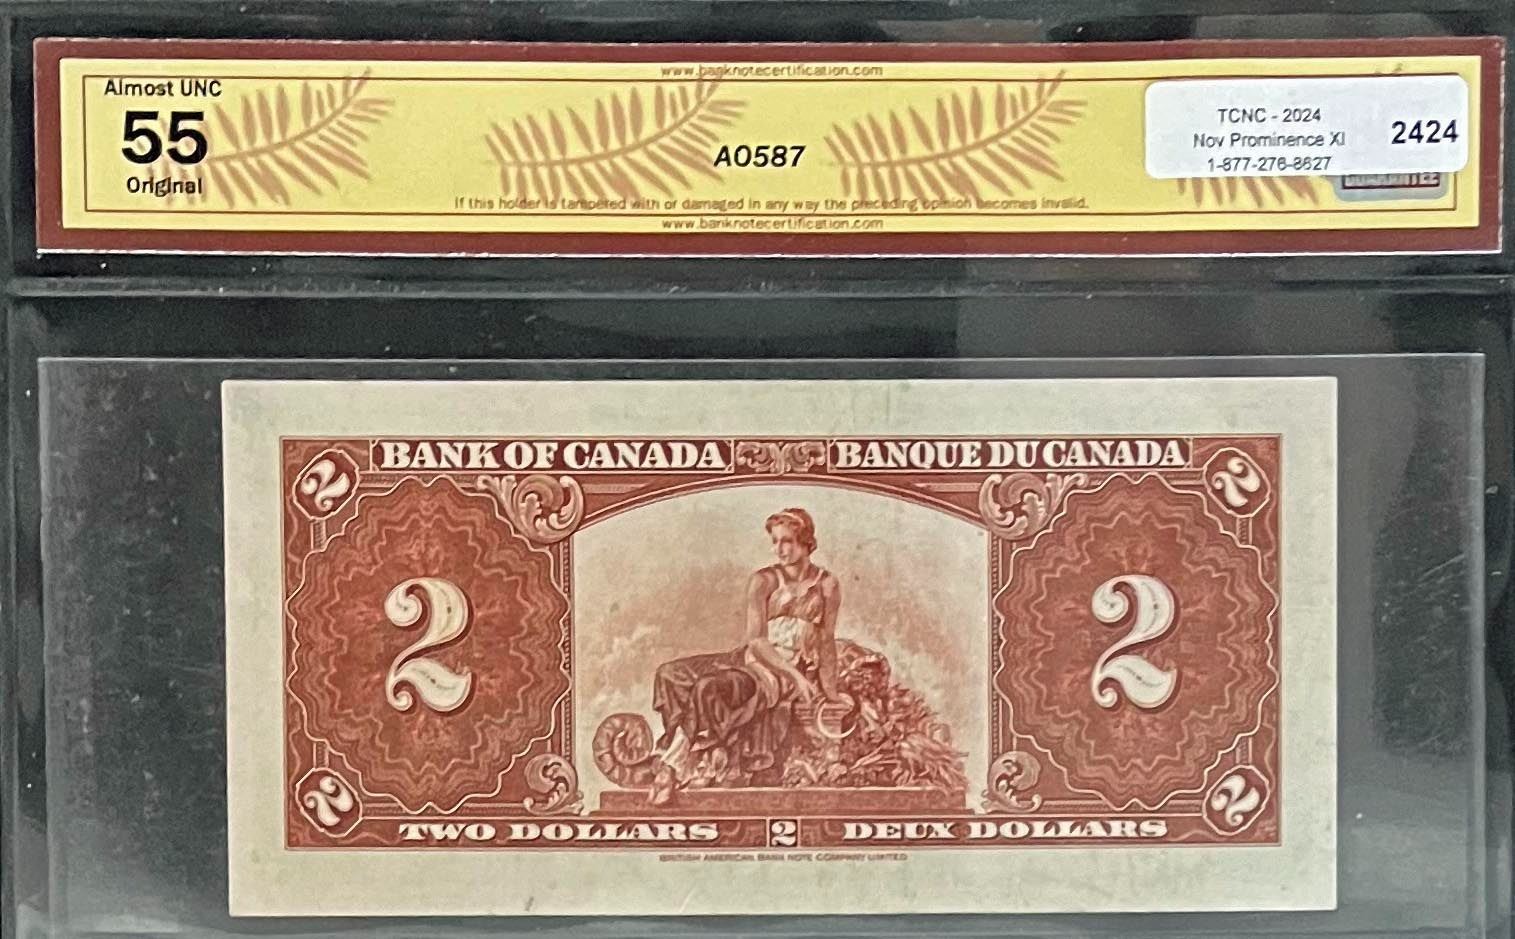 www.banknotecertification.com
Almost UNC
55
Original
AO587
TCNC - 2024
Nov Prominence XI
1-877-276-8627
2424
If this holder is tampered with or damaged in any way the preceding opinion becomes invalid.
www.banknotecertification.com
BANK OF CANADA BANQUE DU CANADA
2 2
2 2
2 2
TWO DOLLARS 2 DEUX DOLLARS
BRITISH AMERICAN BANK NOTE COMPANY LIMITED